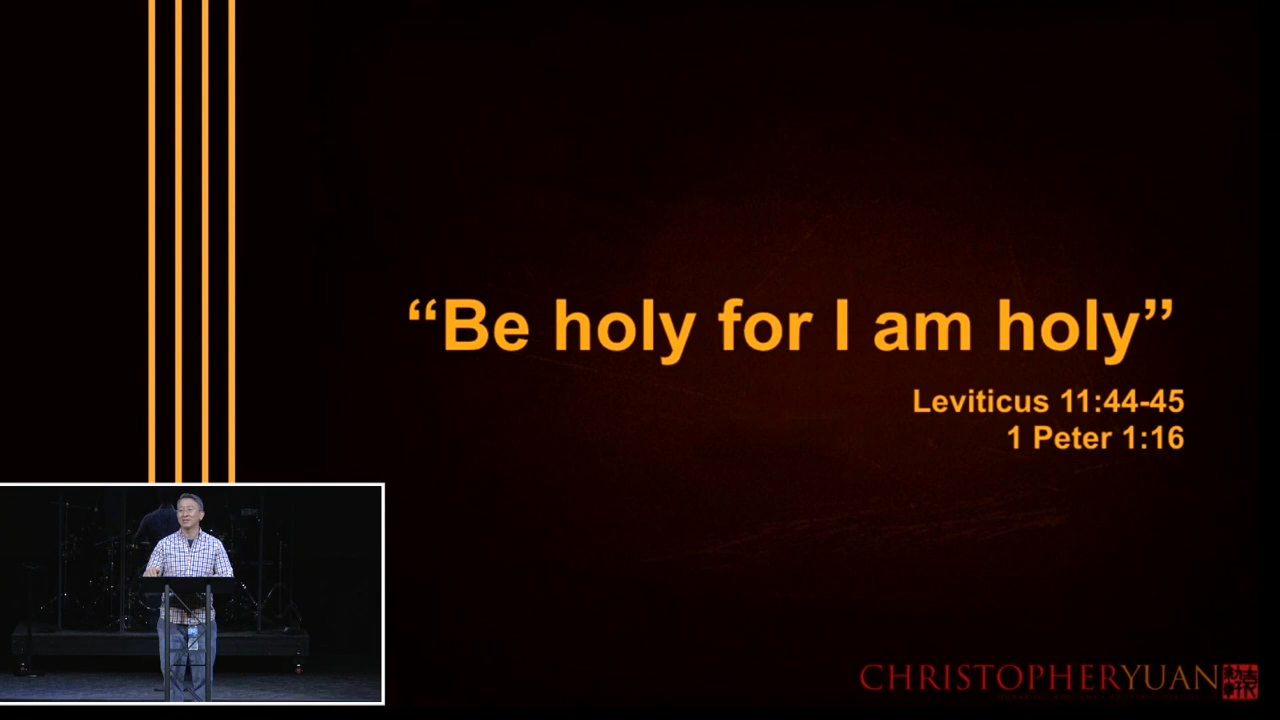 “Be holy for I am holy”
Leviticus 11:44-45
1 Peter 1:16
CHRISTOPHERYUAN